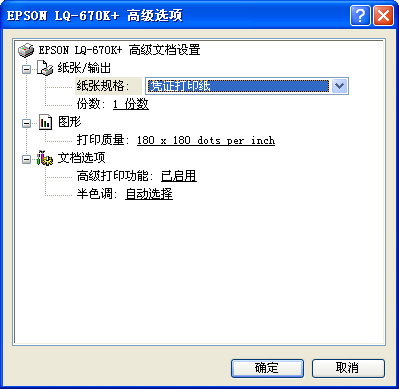 EPSON LQ-670K+ 高级选项
EPSON LQ-670K+ 高级文档设置
纸张/输出
纸张规格: 凭证打印纸
份数: 1 份数
图形
打印质量: 180 x 180 dots per inch
文档选项
高级打印功能: 已启用
半色调: 自动选择
确定 取消